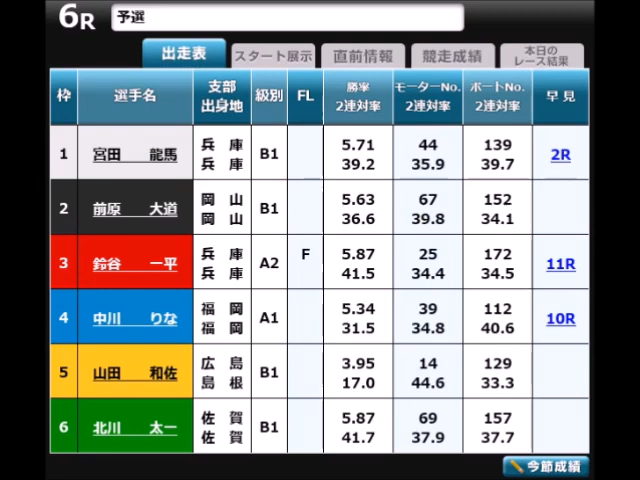 6R 予選
出走表 スタート展示 直前情報 競走成績 本日の
レース結果
枠 選手名 支部 級別 FL 勝率 モーターNo. ボートNo. 早見
出身地 2連対率 2連対率 2連対率
1 宮田 龍馬 兵庫 B1 5.71 44 139 2R
兵庫 39.2 35.9 39.7
2 前原 大道 岡山 B1 5.63 67 152
岡山 36.6 39.8 34.1
3 鈴谷 一平 兵庫 A2 F 5.87 25 172 11R
兵庫 41.5 34.4 34.5
4 中川 りな 福岡 A1 5.34 39 112 10R
福岡 31.5 34.8 40.6
5 山田 和佐 広島 B1 3.95 14 129
島根 17.0 44.6 33.3
6 北川 太一 佐賀 B1 5.87 69 157
佐賀 41.7 37.9 37.7
今節成績